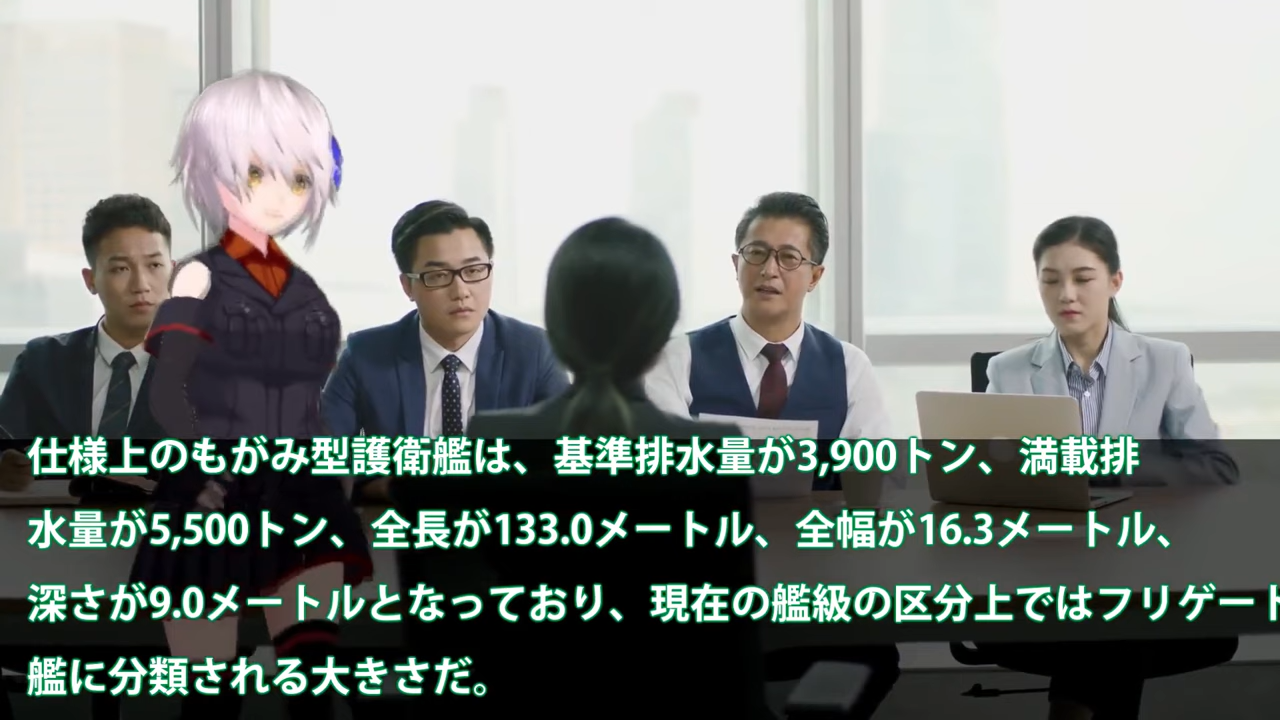 仕様上のもがみ型護衛艦は、基準排水量が3,900トン、満載排
水量が5,500トン、全長が133.0メートル、全幅が16.3メートル、
深さが9.0メートルとなっており、現在の艦級の区分上ではフリゲート
艦に分類される大きさだ。